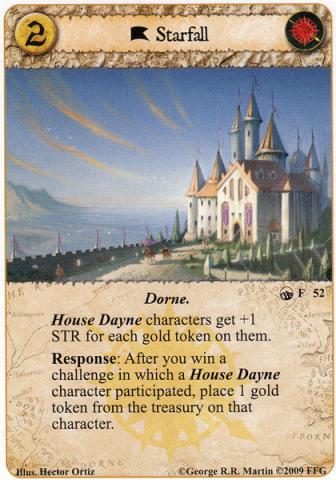 2
Starfall
F 52
Dorne.
House Dayne characters get +1
STR for each gold token on them.
Response: After you win a
challenge in which a House Dayne
character participated, place 1 gold
token from the treasury on that
character.
DORNE
Illus. Hector Ortiz ©George R.R. Martin ©2009 FFG